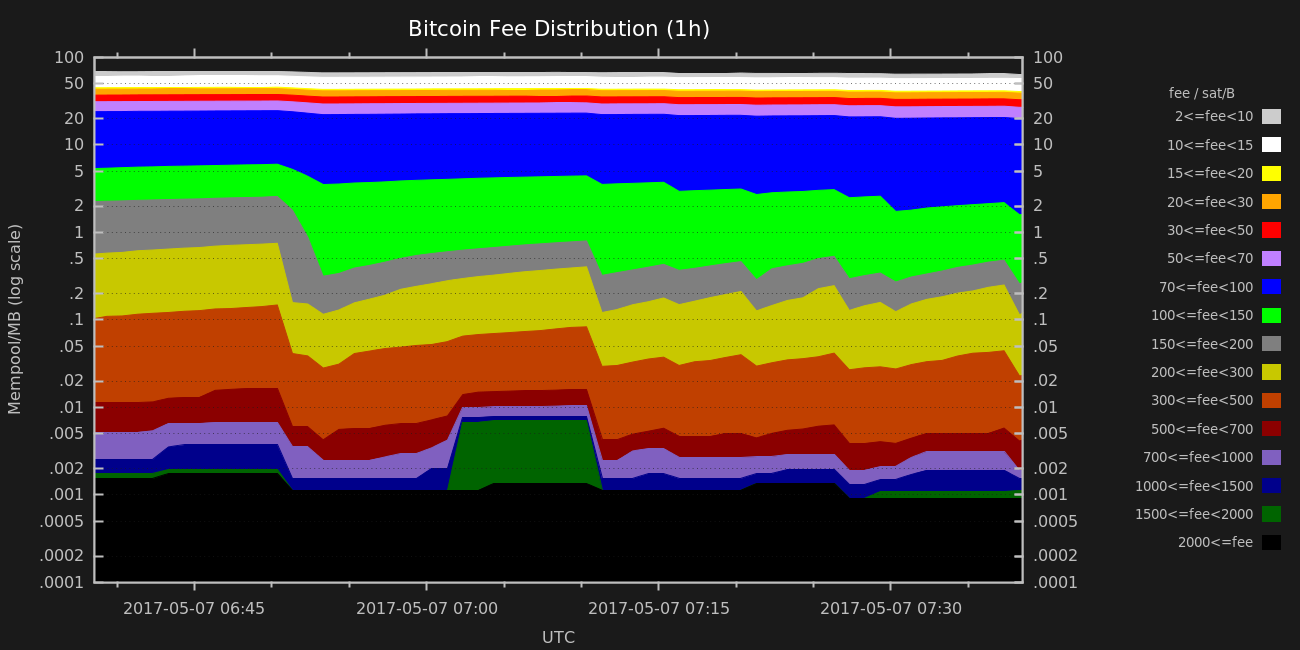 Bitcoin Fee Distribution (1h)
100 100
50 50
20 20
10 10
5 5
2 2
1 1
.5 .5
.2 .2
.1 .1
.05 .05
.02 .02
.01 .01
.005 .005
.002 .002
.001 .001
.0005 .0005
.0002 .0002
.0001 .0001
Mempool/MB (log scale)
2017-05-07 06:45 2017-05-07 07:00 2017-05-07 07:15 2017-05-07 07:30
UTC
fee / sat/B
2<=fee<10
10<=fee<15
15<=fee<20
20<=fee<30
30<=fee<50
50<=fee<70
70<=fee<100
100<=fee<150
150<=fee<200
200<=fee<300
300<=fee<500
500<=fee<700
700<=fee<1000
1000<=fee<1500
1500<=fee<2000
2000<=fee